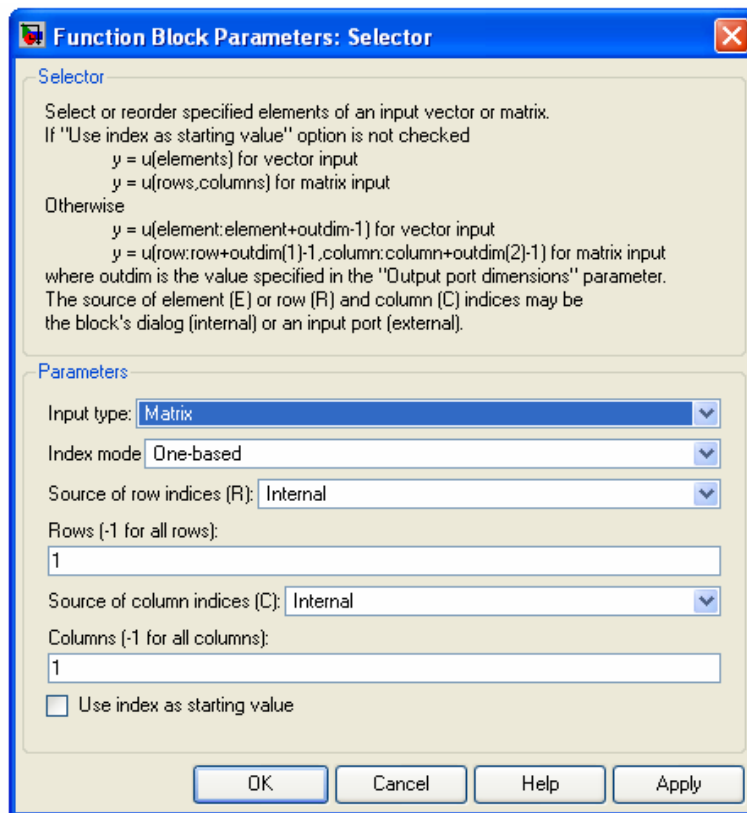 Function Block Parameters: Selector
Selector
Select or reorder specified elements of an input vector or matrix.
If "Use index as starting value" option is not checked
y = u(elements) for vector input
y = u(rows,columns) for matrix input
Otherwise
y = u(element:element+outdim-1) for vector input
y = u(row:row+outdim(1)-1,column:column+outdim(2)-1) for matrix input
where outdim is the value specified in the "Output port dimensions" parameter.
The source of element (E) or row (R) and column (C) indices may be
the block's dialog (internal) or an input port (external).
Parameters
Input type: Matrix
Index mode One-based
Source of row indices (R): Internal
Rows (-1 for all rows):
1
Source of column indices (C): Internal
Columns (-1 for all columns):
1
Use index as starting value
OK Cancel Help Apply